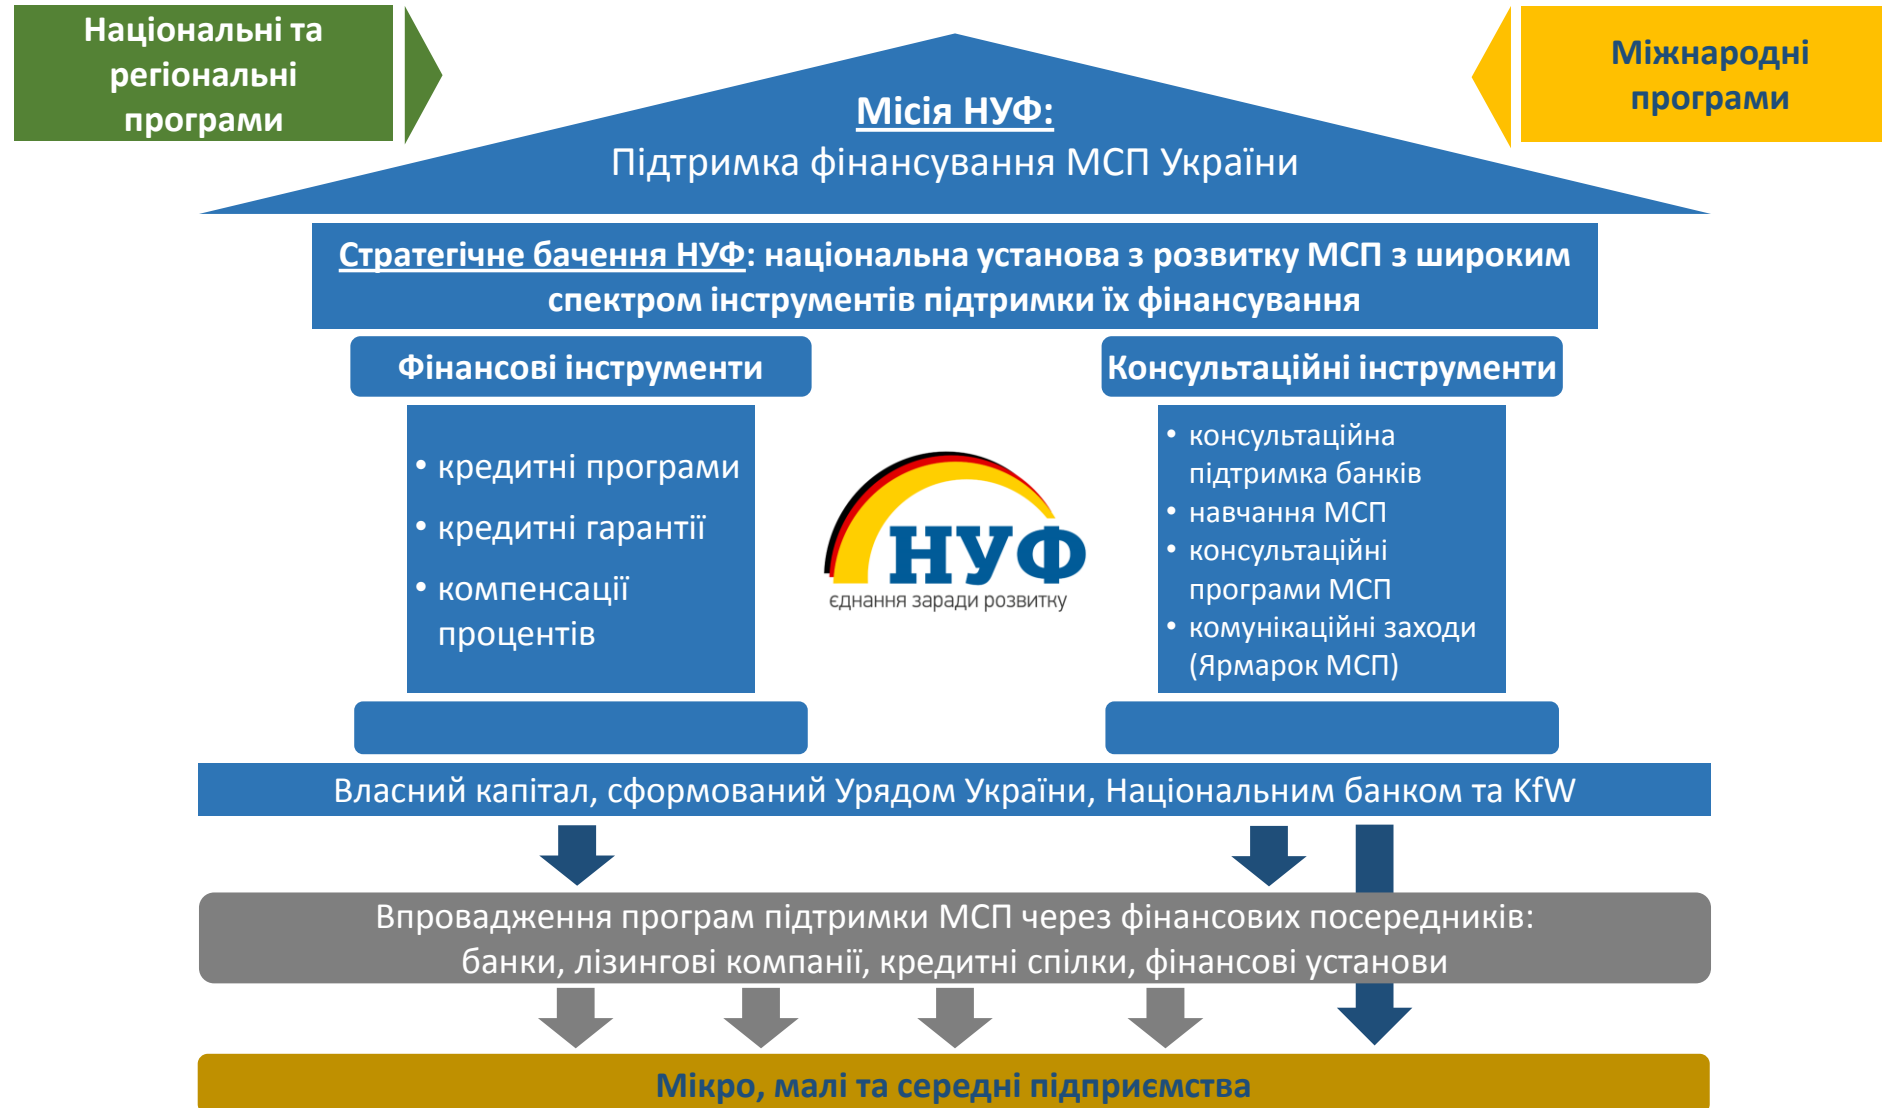 Національні та
регіональні
програми
Міжнародні
програми
Місія НУФ:
Підтримка фінансування МСП України
Стратегічне бачення НУФ: національна установа з розвитку МСП з широким
спектром інструментів підтримки їх фінансування
Фінансові інструменти
• кредитні програми
• кредитні гарантії
• компенсації
процентів
НУФ
єднання заради розвитку
Консультаційні інструменти
• консультаційна
підтримка банків
• навчання МСП
• консультаційні
програми МСП
• комунікаційні заходи
(Ярмарок МСП)
Власний капітал, сформований Урядом України, Національним банком та KfW
Впровадження програм підтримки МСП через фінансових посередників:
банки, лізингові компанії, кредитні спілки, фінансові установи
Мікро, малі та середні підприємства